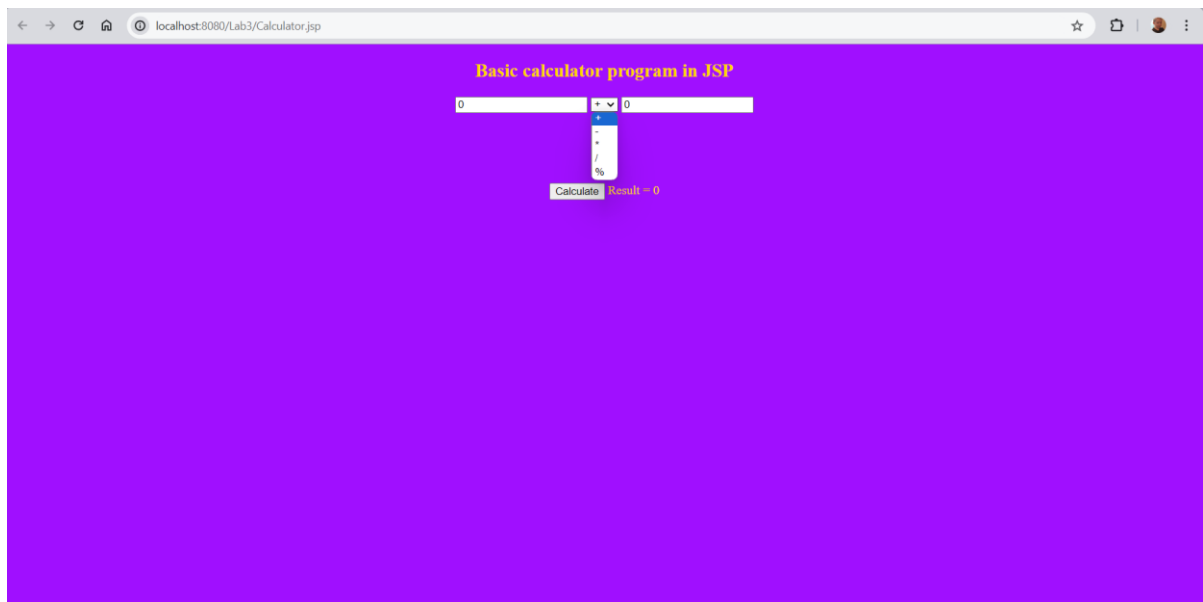 localhost:8080/Lab3/Calculator.jsp
Basic calculator program in JSP
0 + 0
+
-
*
/
%
Calculate Result = 0